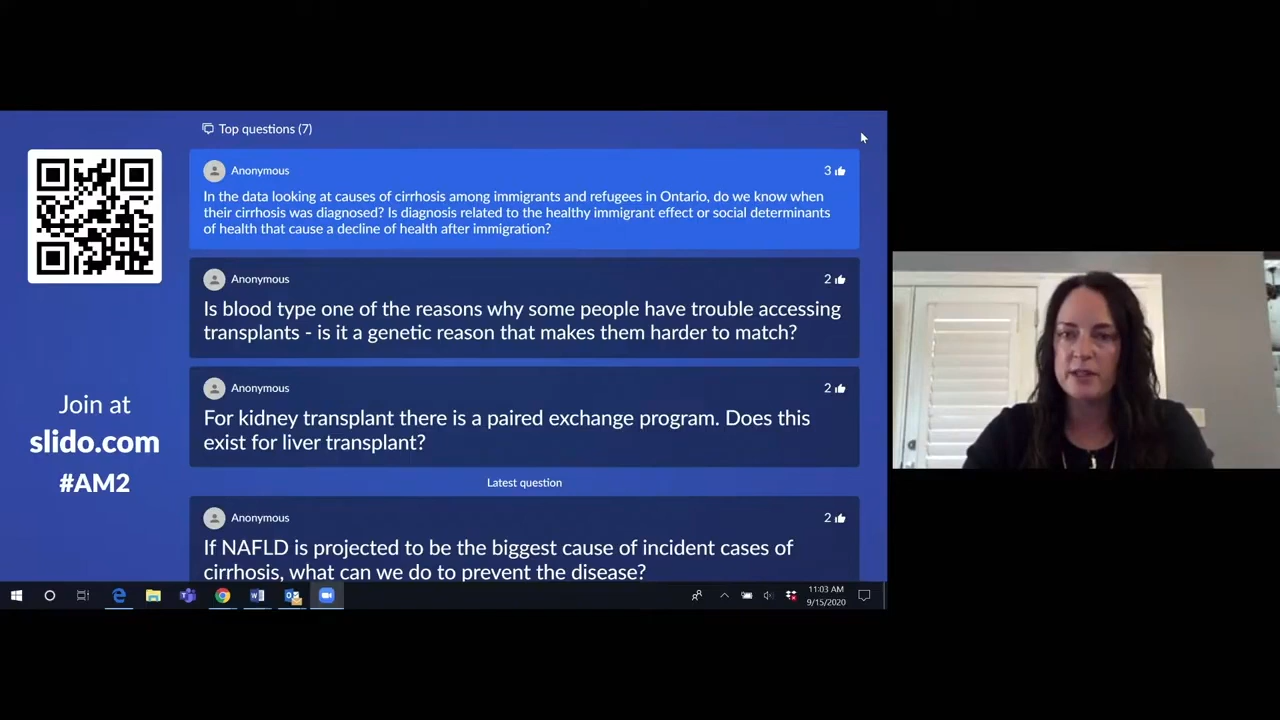 Top questions (7)
Anonymous
3
In the data looking at causes of cirrhosis among immigrants and refugees in Ontario, do we know when
their cirrhosis was diagnosed? Is diagnosis related to the healthy immigrant effect or social determinants
of health that cause a decline of health after immigration?
Anonymous
2
Is blood type one of the reasons why some people have trouble accessing
transplants - is it a genetic reason that makes them harder to match?
Anonymous
2
For kidney transplant there is a paired exchange program. Does this
exist for liver transplant?
Join at
slido.com
#AM2
Latest question
Anonymous
2
If NAFLD is projected to be the biggest cause of incident cases of
cirrhosis, what can we do to prevent the disease?
11:03 AM
9/15/2020